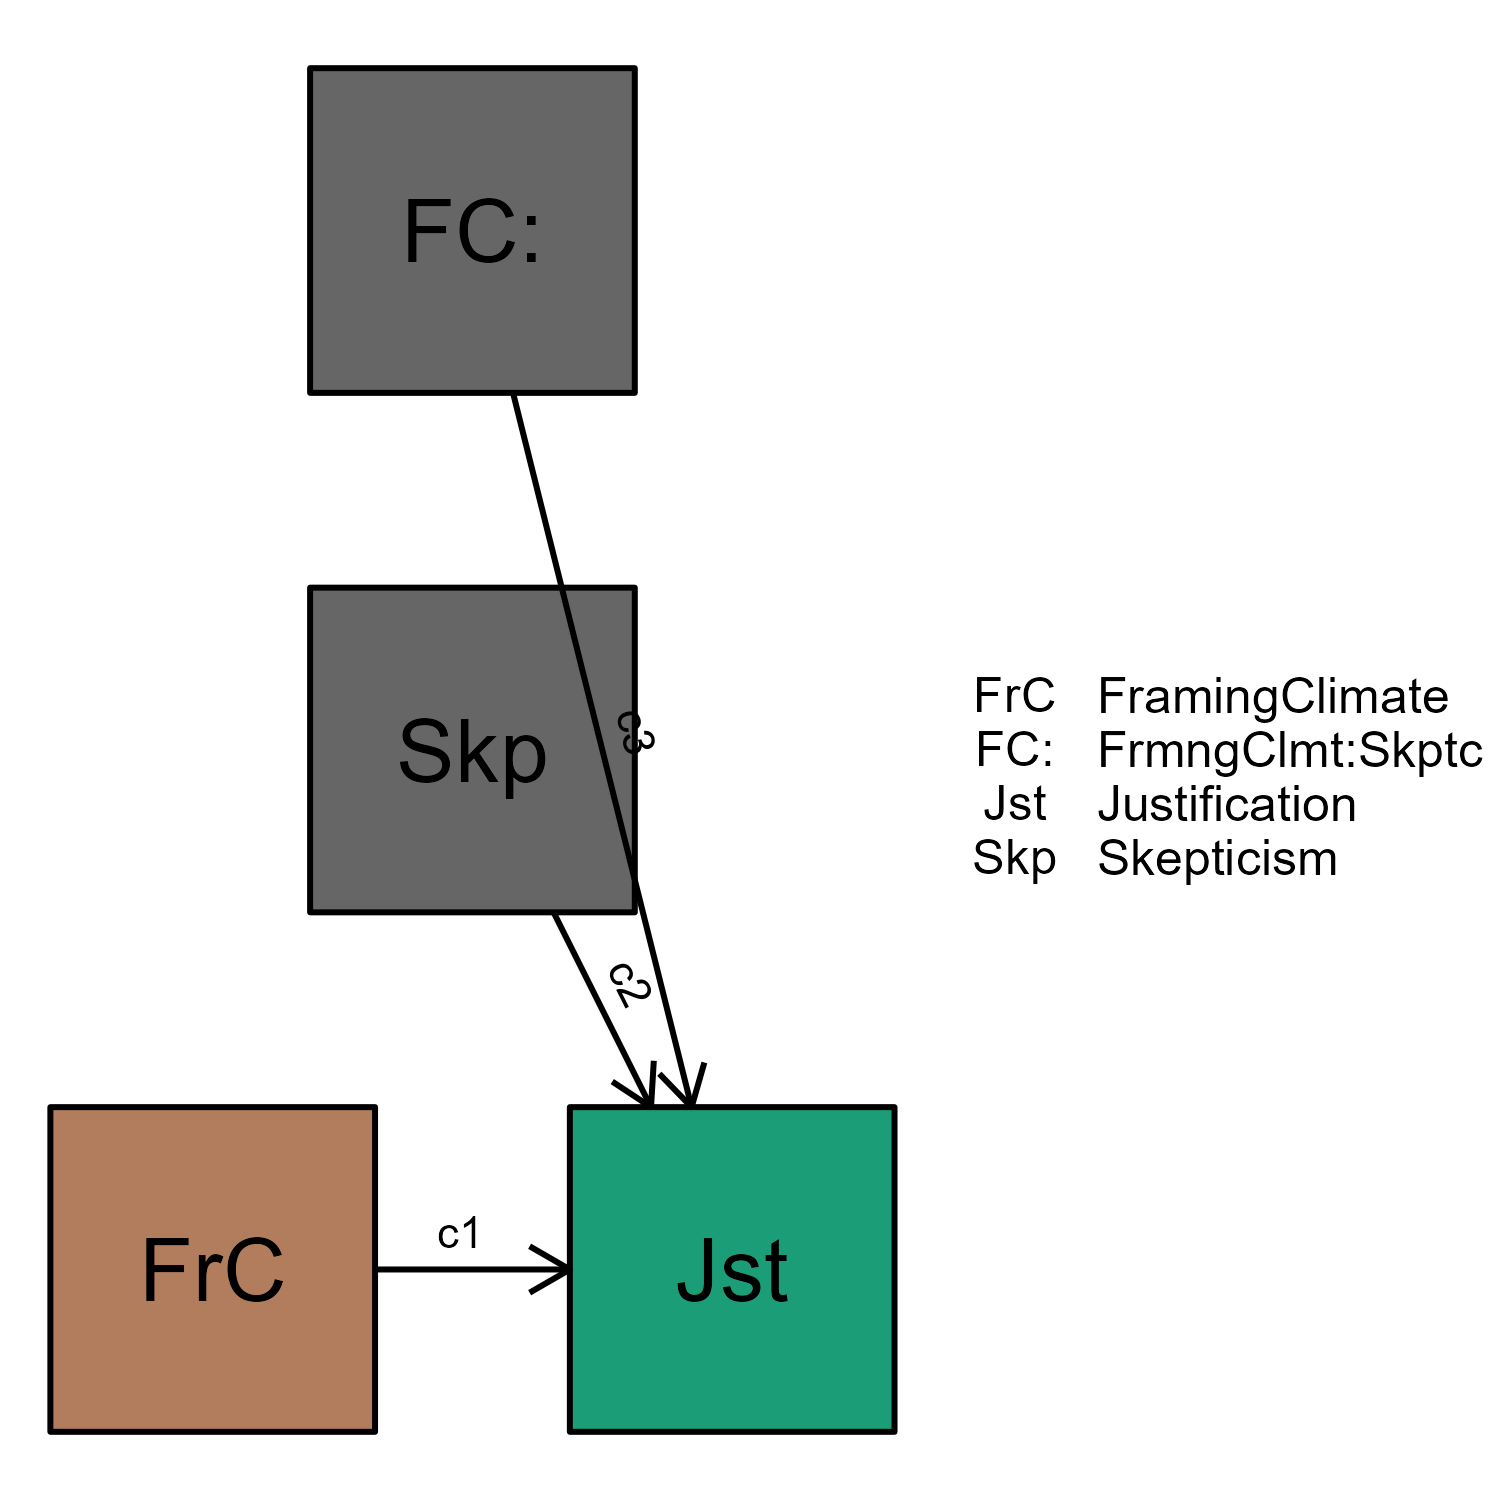 FC:
Skp
c3
c2
FrC
c1
Jst
FrC FramingClimate
FC: FrmngClmt:Skptc
Jst Justification
Skp Skepticism